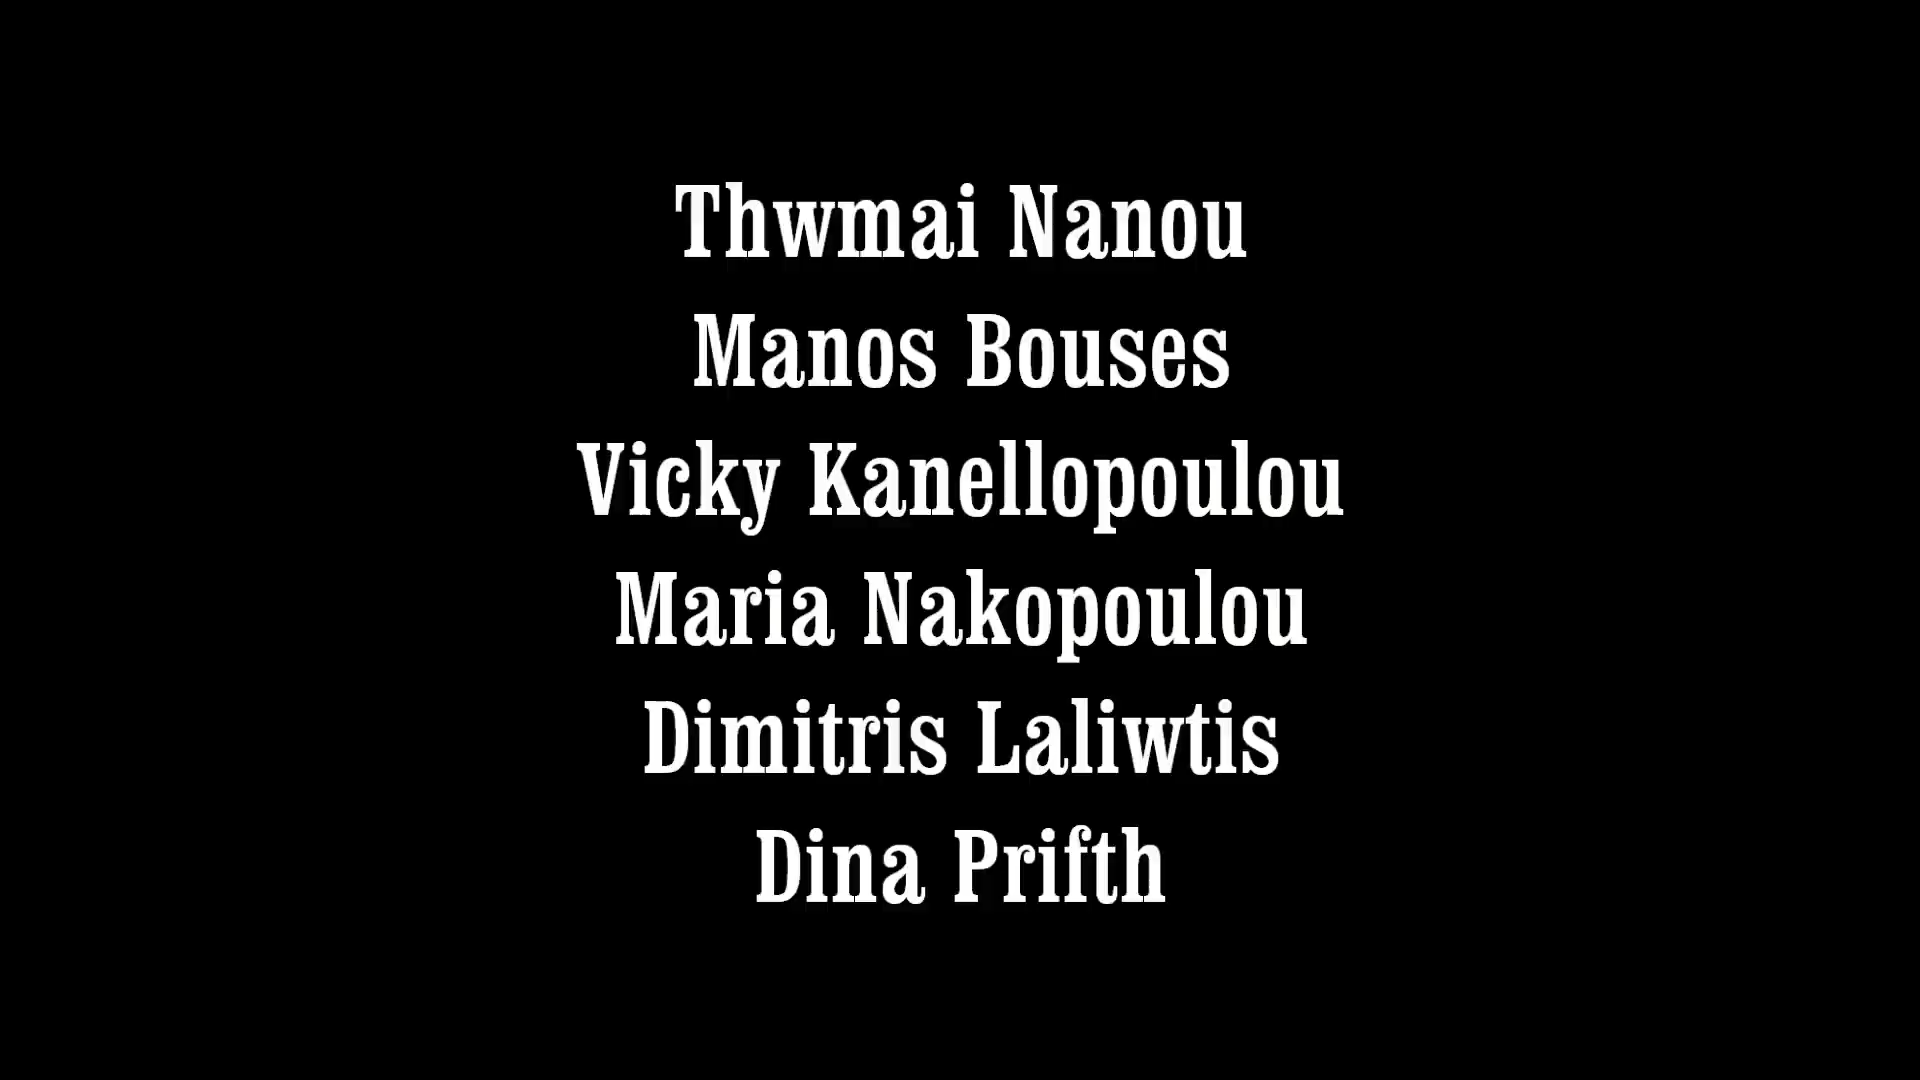 Thwmai Nanou
Manos Bouses
Vicky Kanellopoulou
Maria Nakopoulou
Dimitris Laliwtis
Dina Prifth